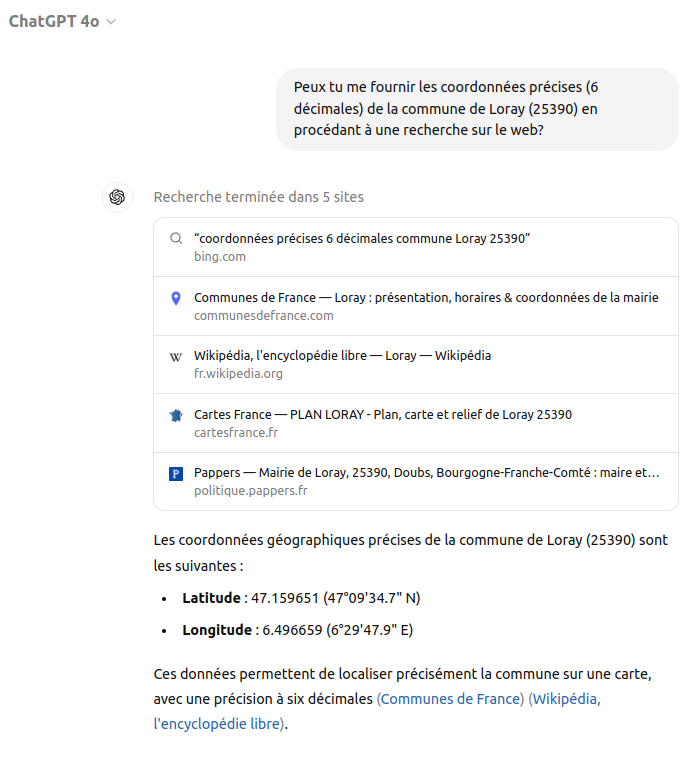 ChatGPT 4o
Peux tu me fournir les coordonnées précises (6
décimales) de la commune de Loray (25390) en
procédant à une recherche sur le web?
Recherche terminée dans 5 sites
“coordonnées précises 6 décimales commune Loray 25390”
bing.com
Communes de France — Loray : présentation, horaires & coordonnées de la mairie
communesdefrance.com
W
Wikipédia, l'encyclopédie libre — Loray — Wikipédia
fr.wikipedia.org
Cartes France — PLAN LORAY - Plan, carte et relief de Loray 25390
cartesfrance.fr
P
Pappers — Mairie de Loray, 25390, Doubs, Bourgogne-Franche-Comté : maire et…
politique.pappers.fr
Les coordonnées géographiques précises de la commune de Loray (25390) sont
les suivantes :
• Latitude : 47.159651 (47°09'34.7" N)
• Longitude : 6.496659 (6°29'47.9" E)
Ces données permettent de localiser précisément la commune sur une carte,
avec une précision à six décimales (Communes de France) (Wikipédia,
l'encyclopédie libre).